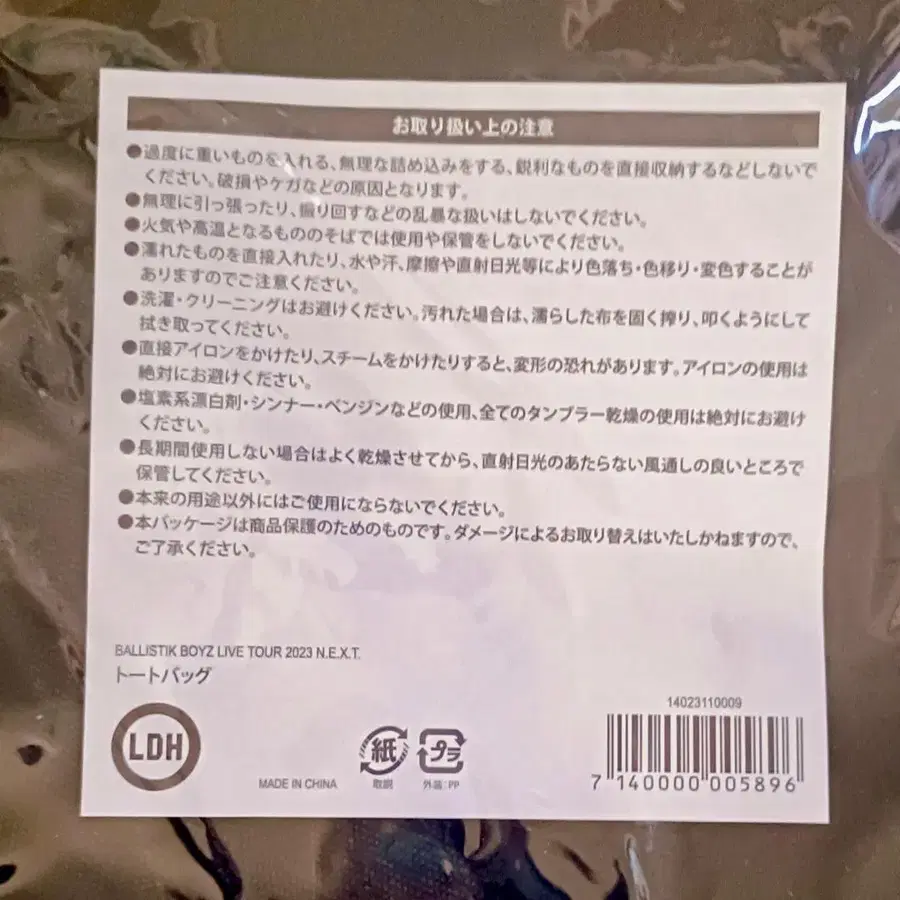 お取り扱い上の注意
●過度に重いものを入れる、無理な詰め込みをする、鋭利なものを直接収納するなどしないで
ください。破損やケガなどの原因となります。
●無理に引っ張ったり、振り回すなどの乱暴な扱いはしないでください。
●火気や高温となるもののそばでは使用や保管をしないでください。
●濡れたものを直接入れたり、水や汗、摩擦や直射日光等により色落ち・色移り・変色することが
ありますのでご注意ください。
●洗濯・クリーニングはお避けください。汚れた場合は、濡らした布を固く搾り、叩くようにして
拭き取ってください。
●直接アイロンをかけたり、スチームをかけたりすると、変形の恐れがあります。アイロンの使用は
絶対にお避けください。
●塩素系漂白剤・シンナー・ベンジンなどの使用、全てのタンブラー乾燥の使用は絶対にお避け
ください。
●長期間使用しない場合はよく乾燥させてから、直射日光のあたらない風通しの良いところで
保管してください。
●本来の用途以外にはご使用にならないでください。
●本パッケージは商品保護のためのものです。ダメージによるお取り替えはいたしかねますので、
ご了承ください。
BALLISTIK BOYZ LIVE TOUR 2023 N.E.X.T.
トートバッグ
LDH
MADE IN CHINA
紙
取説
プラ
外装:PP
14023110009
7 140000 005896